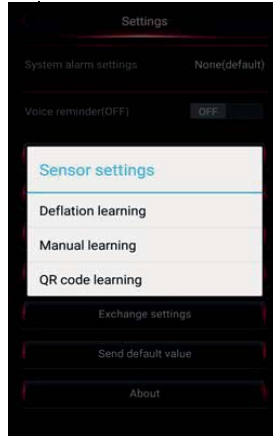 Settings
System alarm settings
None(default)
Voice reminder(OFF)
OFF
Sensor settings
Deflation learning
Manual learning
QR code learning
Exchange settings
Send default value
About